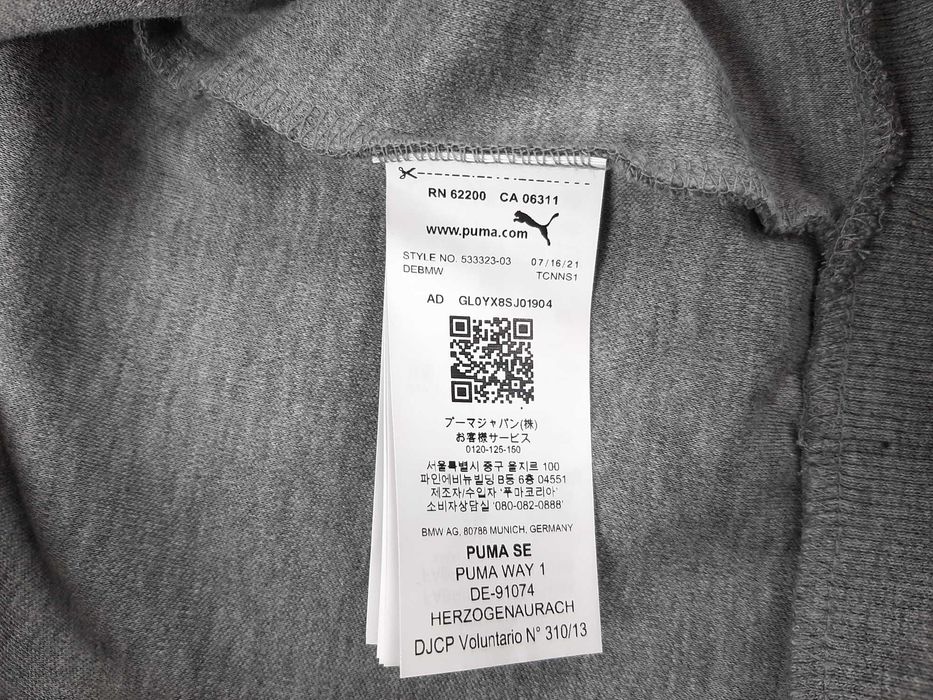 RN 62200 CA 06311
www.puma.com
STYLE NO. 533323-03 07/16/21
DEBMW TCNNS1
AD GL0YX8SJ01904
プーマジャパン(株)
お客様サービス
0120-125-150
서울특별시 중구 을지르 100
파인에비뉴빌딩 B동 6층 04551
제조자/수입자 '푸마코리아'
소비자상담실 '080-082-0888'
BMW AG, 80788 MUNICH, GERMANY
PUMA SE
PUMA WAY 1
DE-91074
HERZOGENAURACH
DJCP Voluntario N° 310/13